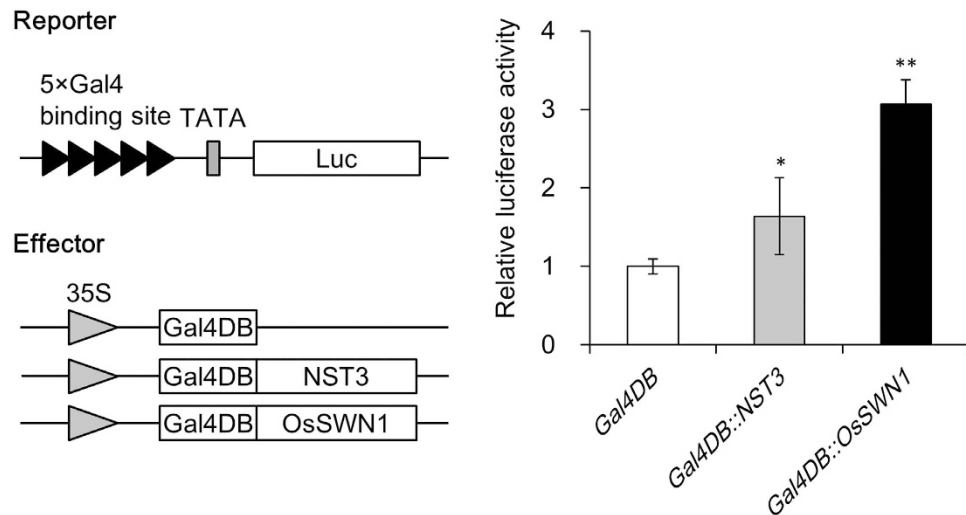 Reporter
5×Gal4
binding site TATA
Luc
Effector
35S
Gal4DB
Gal4DB NST3
Gal4DB OsSWN1
Relative luciferase activity
4
3
2
1
0
*
**
Gal4DB
Gal4DB::NST3
Gal4DB::OsSWN1